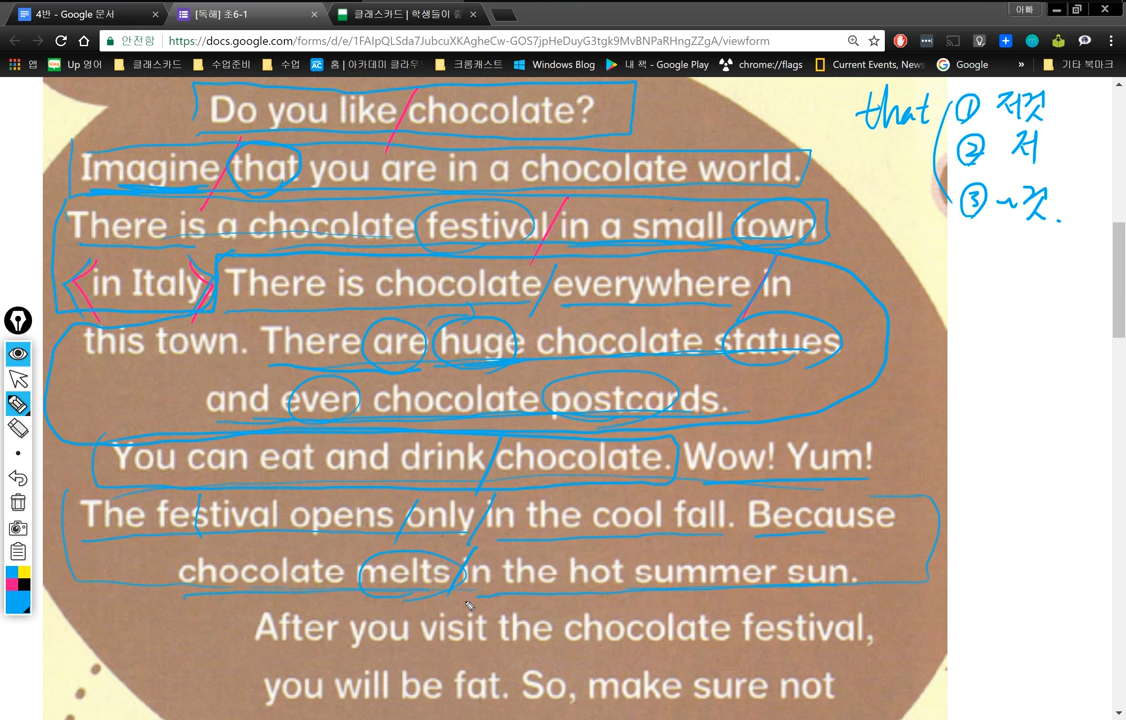 4반 - Google 문서
[독해] 초6-1
클래스카드 | 학생들이 좋
아빠
안전함 https://docs.google.com/forms/d/e/1FAIpQLSda7JubcuXKAgheCw-GOS7jpHeDuyG3tgk9MvBNPaRHngZZgA/viewform
앱 Up 영어 클래스카드 수업준비 수업 홈 | 아카데미 클라우 크롬캐스트 Windows Blog 내 책 - Google Play chrome://flags Current Events, News Google » 기타 북마크
Do you like chocolate?
Imagine that you are in a chocolate world.
There is a chocolate festival in a small town
in Italy. There is chocolate everywhere in
this town. There are huge chocolate statues
and even chocolate postcards.
You can eat and drink chocolate. Wow! Yum!
The festival opens only in the cool fall. Because
chocolate melts in the hot summer sun.
After you visit the chocolate festival,
you will be fat. So, make sure not
that ① 저것
② 저
③ ~것.